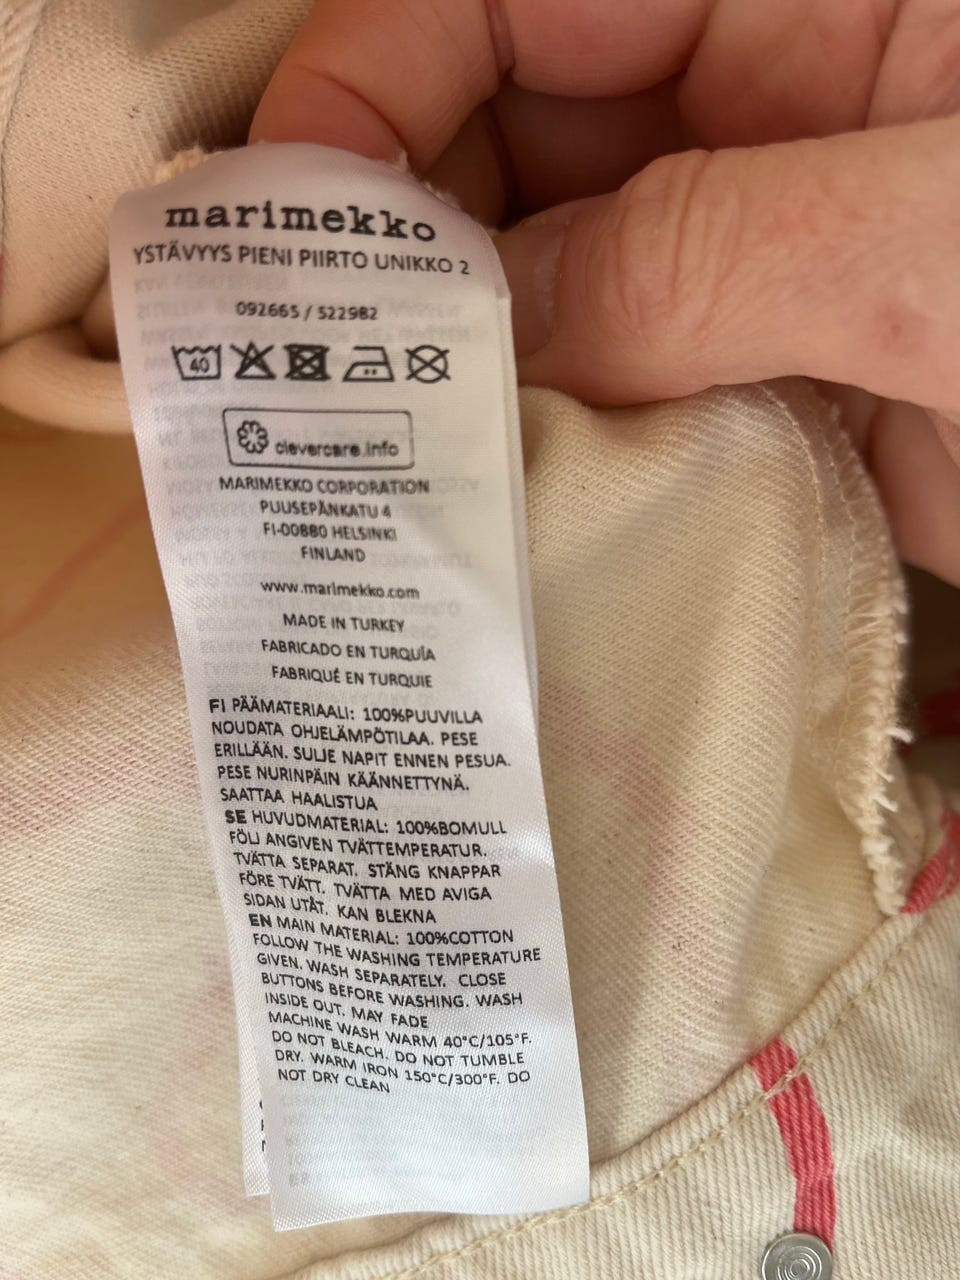 marimekko
YSTÄVYYS PIENI PIIRTO UNIKKO 2
092665 / 522982
40
clevercare.info
MARIMEKKO CORPORATION
PUUSEPÄNKATU 4
FI-00880 HELSINKI
FINLAND
www.marimekko.com
MADE IN TURKEY
FABRICADO EN TURQUÍA
FABRIQUÉ EN TURQUIE
FI PÄÄMATERIAALI: 100%PUUVILLA
NOUDATA OHJELÄMPÖTILAA. PESE
ERILLÄÄN. SULJE NAPIT ENNEN PESUA.
PESE NURINPÄIN KÄÄNNETTYNÄ.
SAATTAA HAALISTUA
SE HUVUDMATERIAL: 100%BOMULL
FÖLJ ANGIVEN TVÄTTEMPERATUR.
TVÄTTA SEPARAT. STÄNG KNAPPAR
FÖRE TVÄTT. TVÄTTA MED AVIGA
SIDAN UTÅT. KAN BLEKNA
EN MAIN MATERIAL: 100%COTTON
FOLLOW THE WASHING TEMPERATURE
GIVEN. WASH SEPARATELY. CLOSE
BUTTONS BEFORE WASHING. WASH
INSIDE OUT. MAY FADE
MACHINE WASH WARM 40°C/105°F.
DO NOT BLEACH. DO NOT TUMBLE
DRY. WARM IRON 150°C/300°F. DO
NOT DRY CLEAN